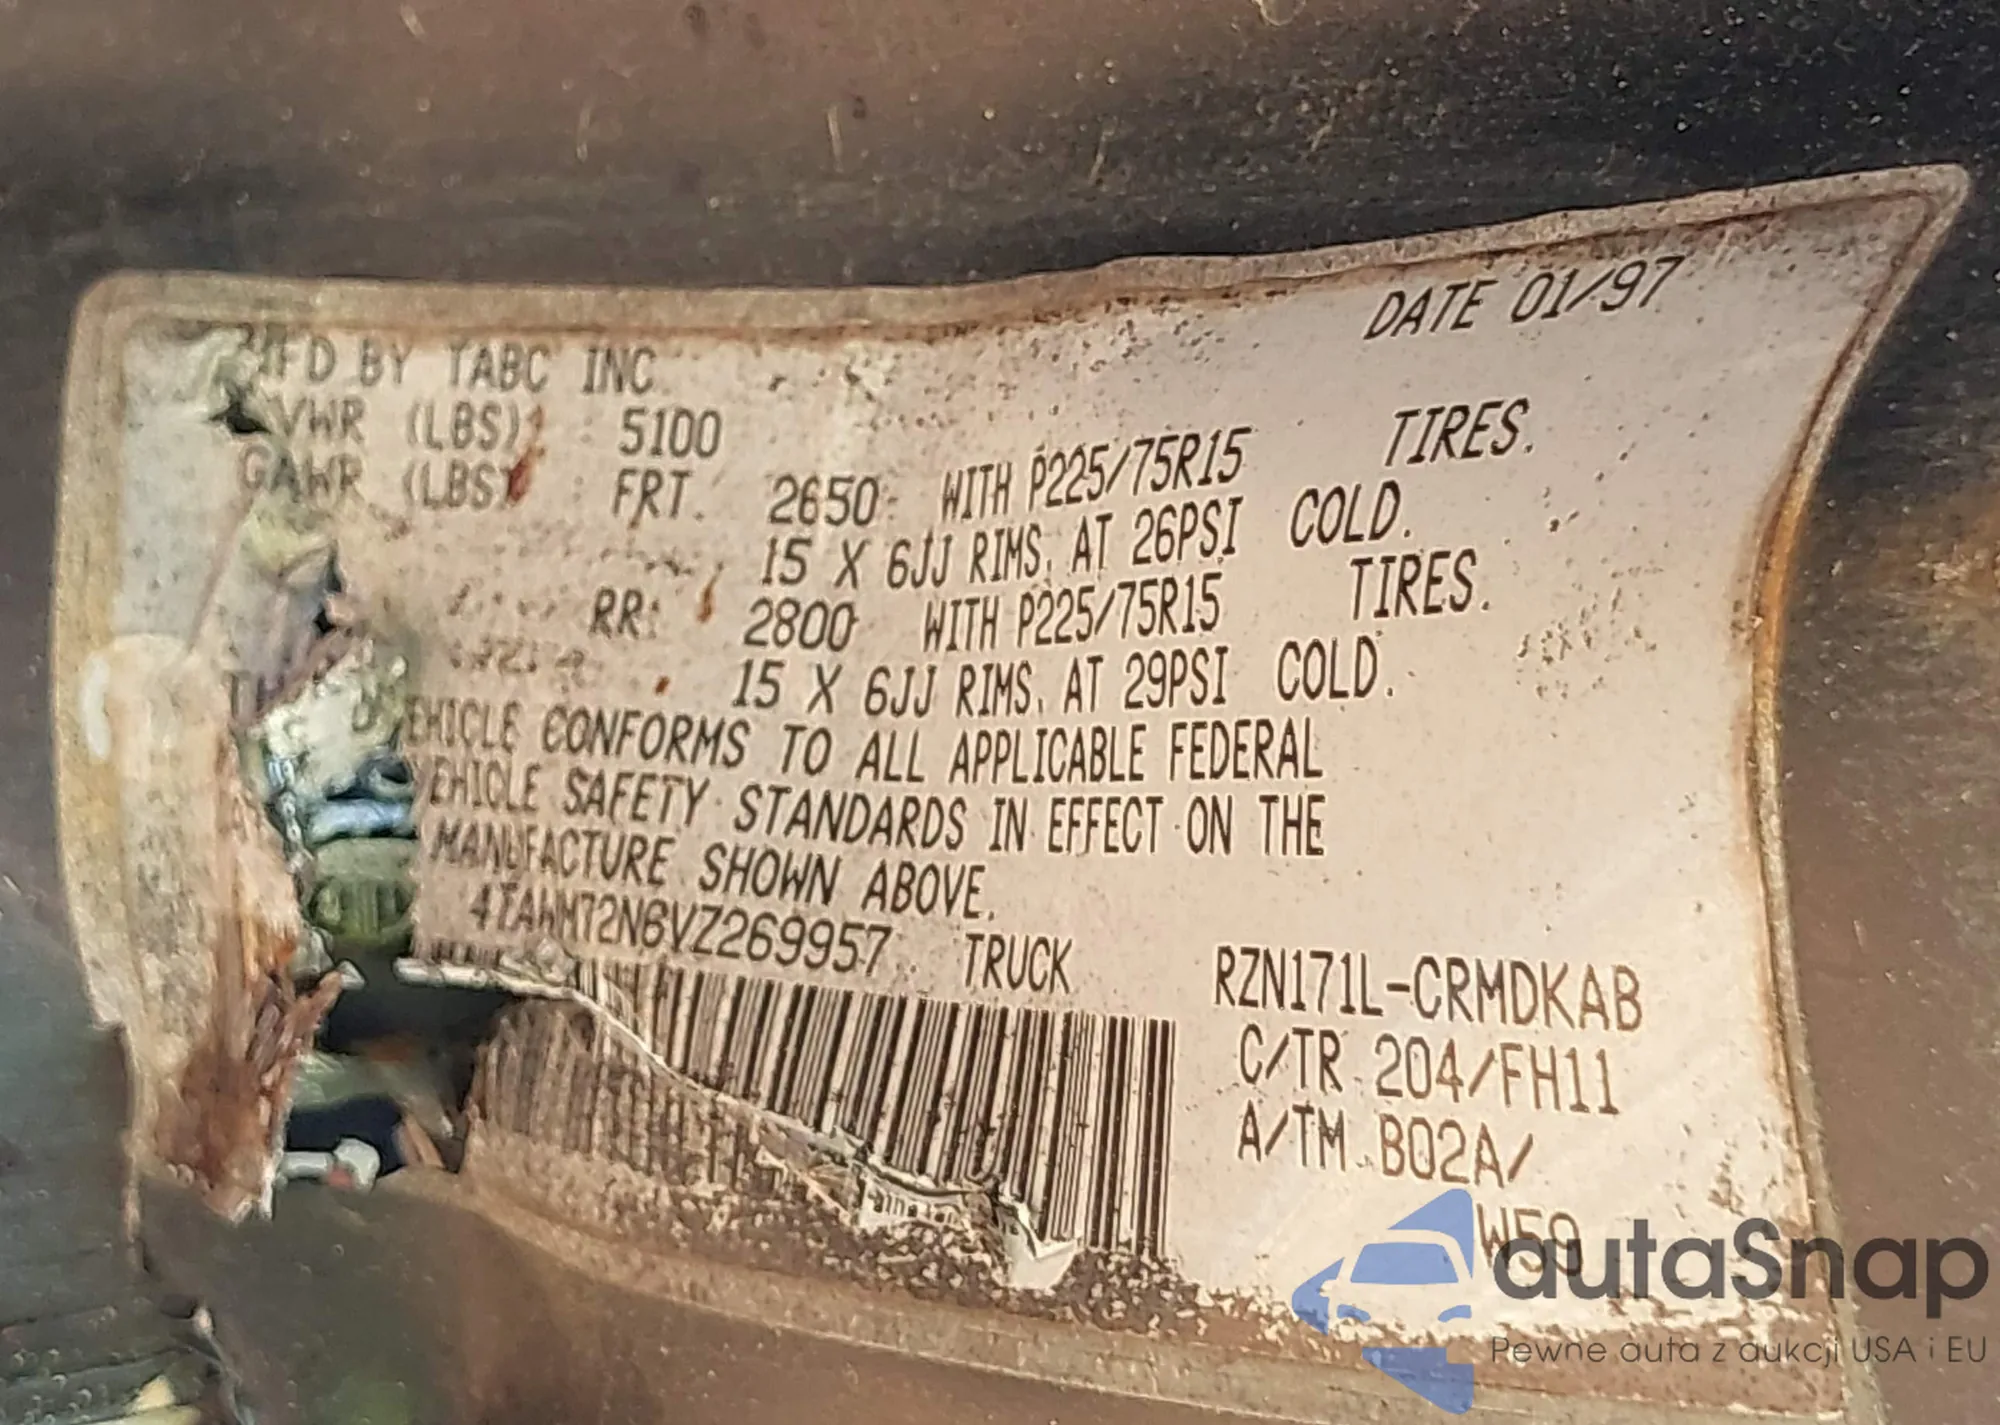 DATE 01/97
MFD BY TABC INC
GVWR (LBS) : 5100
GAWR (LBS) : FRT. 2650 WITH P225/75R15 TIRES.
15 X 6JJ RIMS, AT 26PSI COLD.
RR: 2800 WITH P225/75R15 TIRES.
15 X 6JJ RIMS, AT 29PSI COLD.
VEHICLE CONFORMS TO ALL APPLICABLE FEDERAL
VEHICLE SAFETY STANDARDS IN EFFECT ON THE
MANUFACTURE SHOWN ABOVE.
4TAWM72N6VZ269957 TRUCK RZN171L-CRMDKAB
C/TR 204/FH11
A/TM B02A/
W59
autaSnap
Pewne auta z aukcji USA i EU